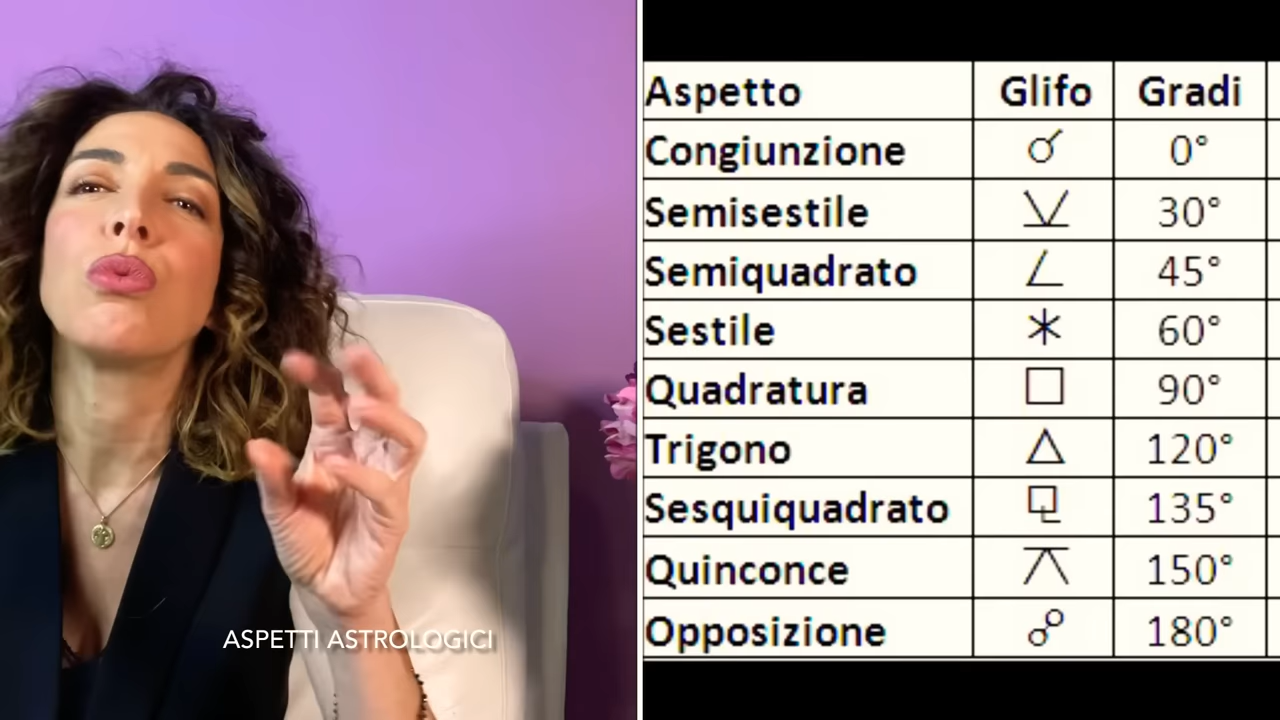 ASPETTI ASTROLOGICI
Aspetto Glifo Gradi
Congiunzione ☌ 0°
Semisestile ⚺ 30°
Semiquadrato ∠ 45°
Sestile ⚹ 60°
Quadratura □ 90°
Trigono △ 120°
Sesquiquadrato ⚼ 135°
Quinconce ⚻ 150°
Opposizione ☍ 180°